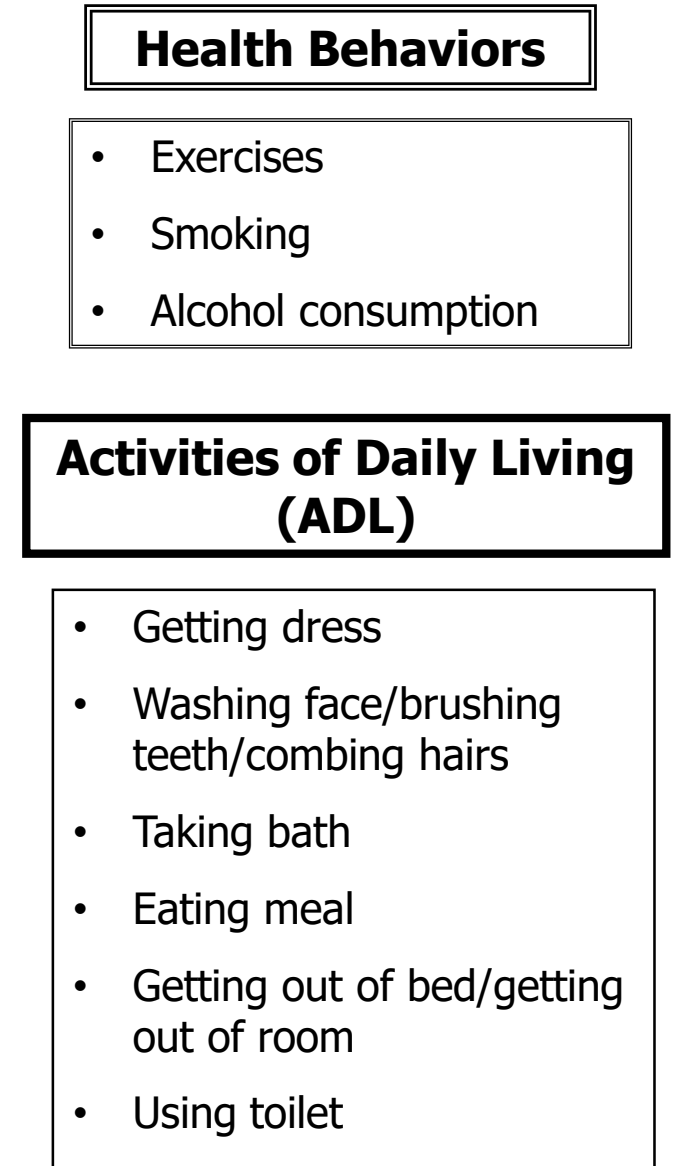 Health Behaviors
• Exercises
• Smoking
• Alcohol consumption
Activities of Daily Living
(ADL)
• Getting dress
• Washing face/brushing
teeth/combing hairs
• Taking bath
• Eating meal
• Getting out of bed/getting
out of room
• Using toilet